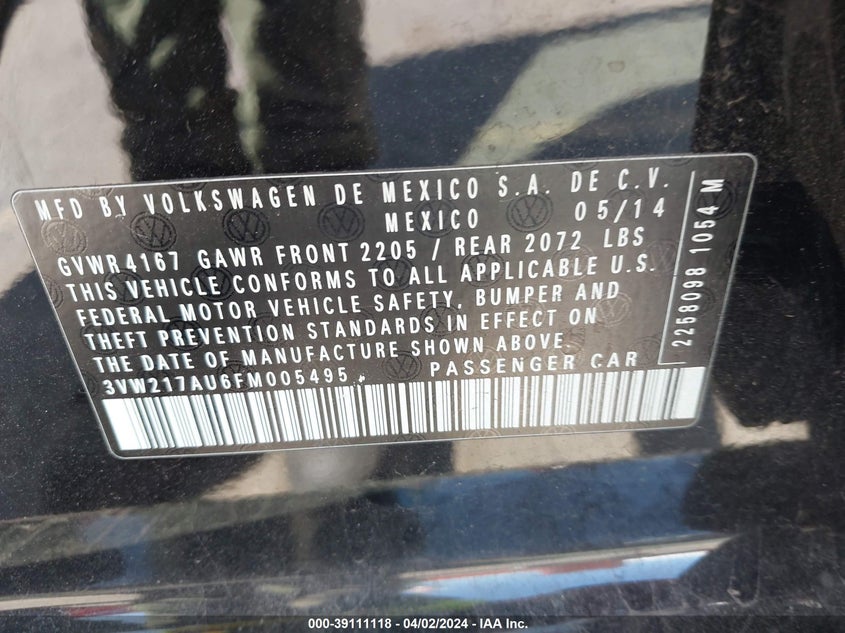 MFD BY VOLKSWAGEN DE MEXICO S.A. DE C.V.
MEXICO 05/14
GVWR 4167 GAWR FRONT 2205 / REAR 2072 LBS
THIS VEHICLE CONFORMS TO ALL APPLICABLE U.S.
FEDERAL MOTOR VEHICLE SAFETY, BUMPER AND
THEFT PREVENTION STANDARDS IN EFFECT ON
THE DATE OF MANUFACTURE SHOWN ABOVE.
3VW217AU6FM005495 PASSENGER CAR
2258098 1054 M
000-39111118 - 04/02/2024 - IAA Inc.